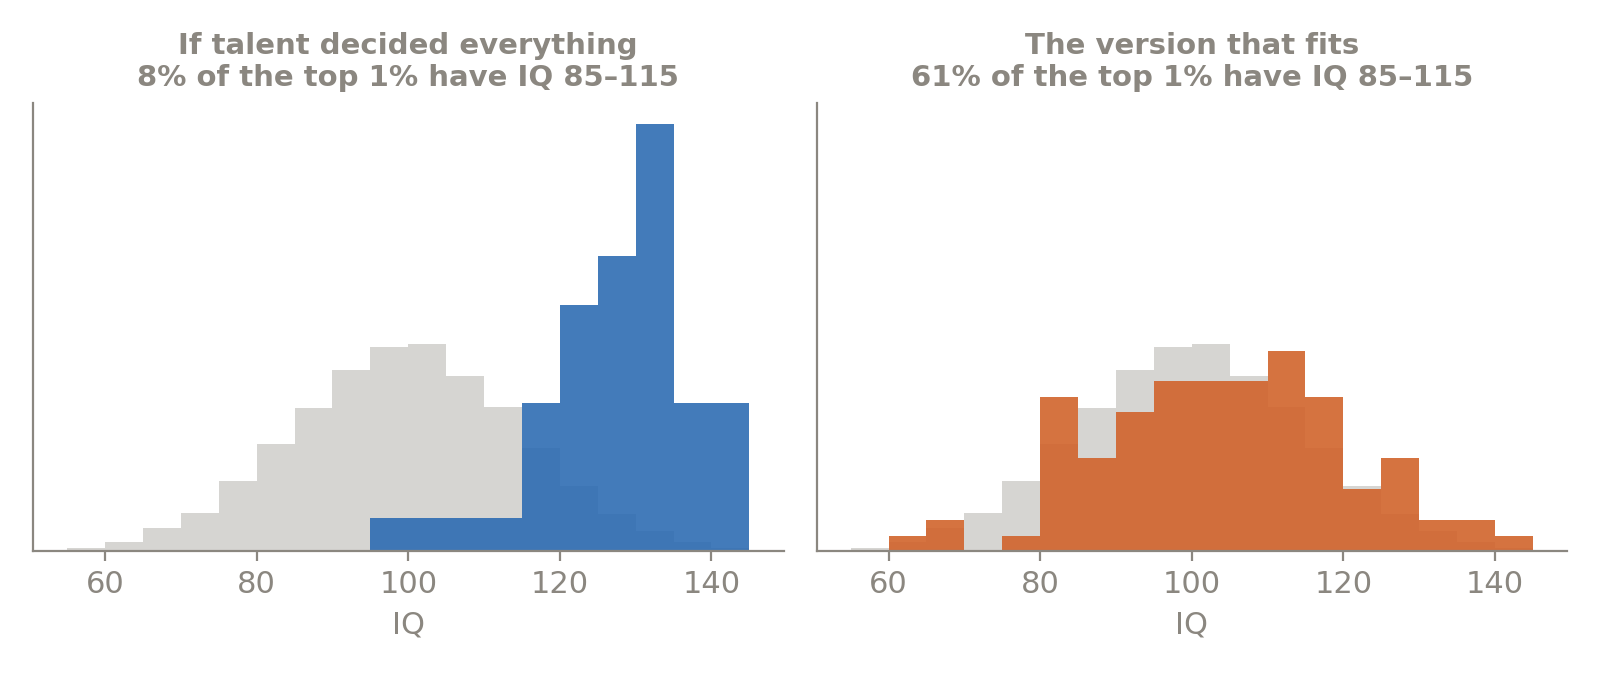 If talent decided everything
8% of the top 1% have IQ 85–115
60 80 100 120 140
IQ
The version that fits
61% of the top 1% have IQ 85–115
60 80 100 120 140
IQ